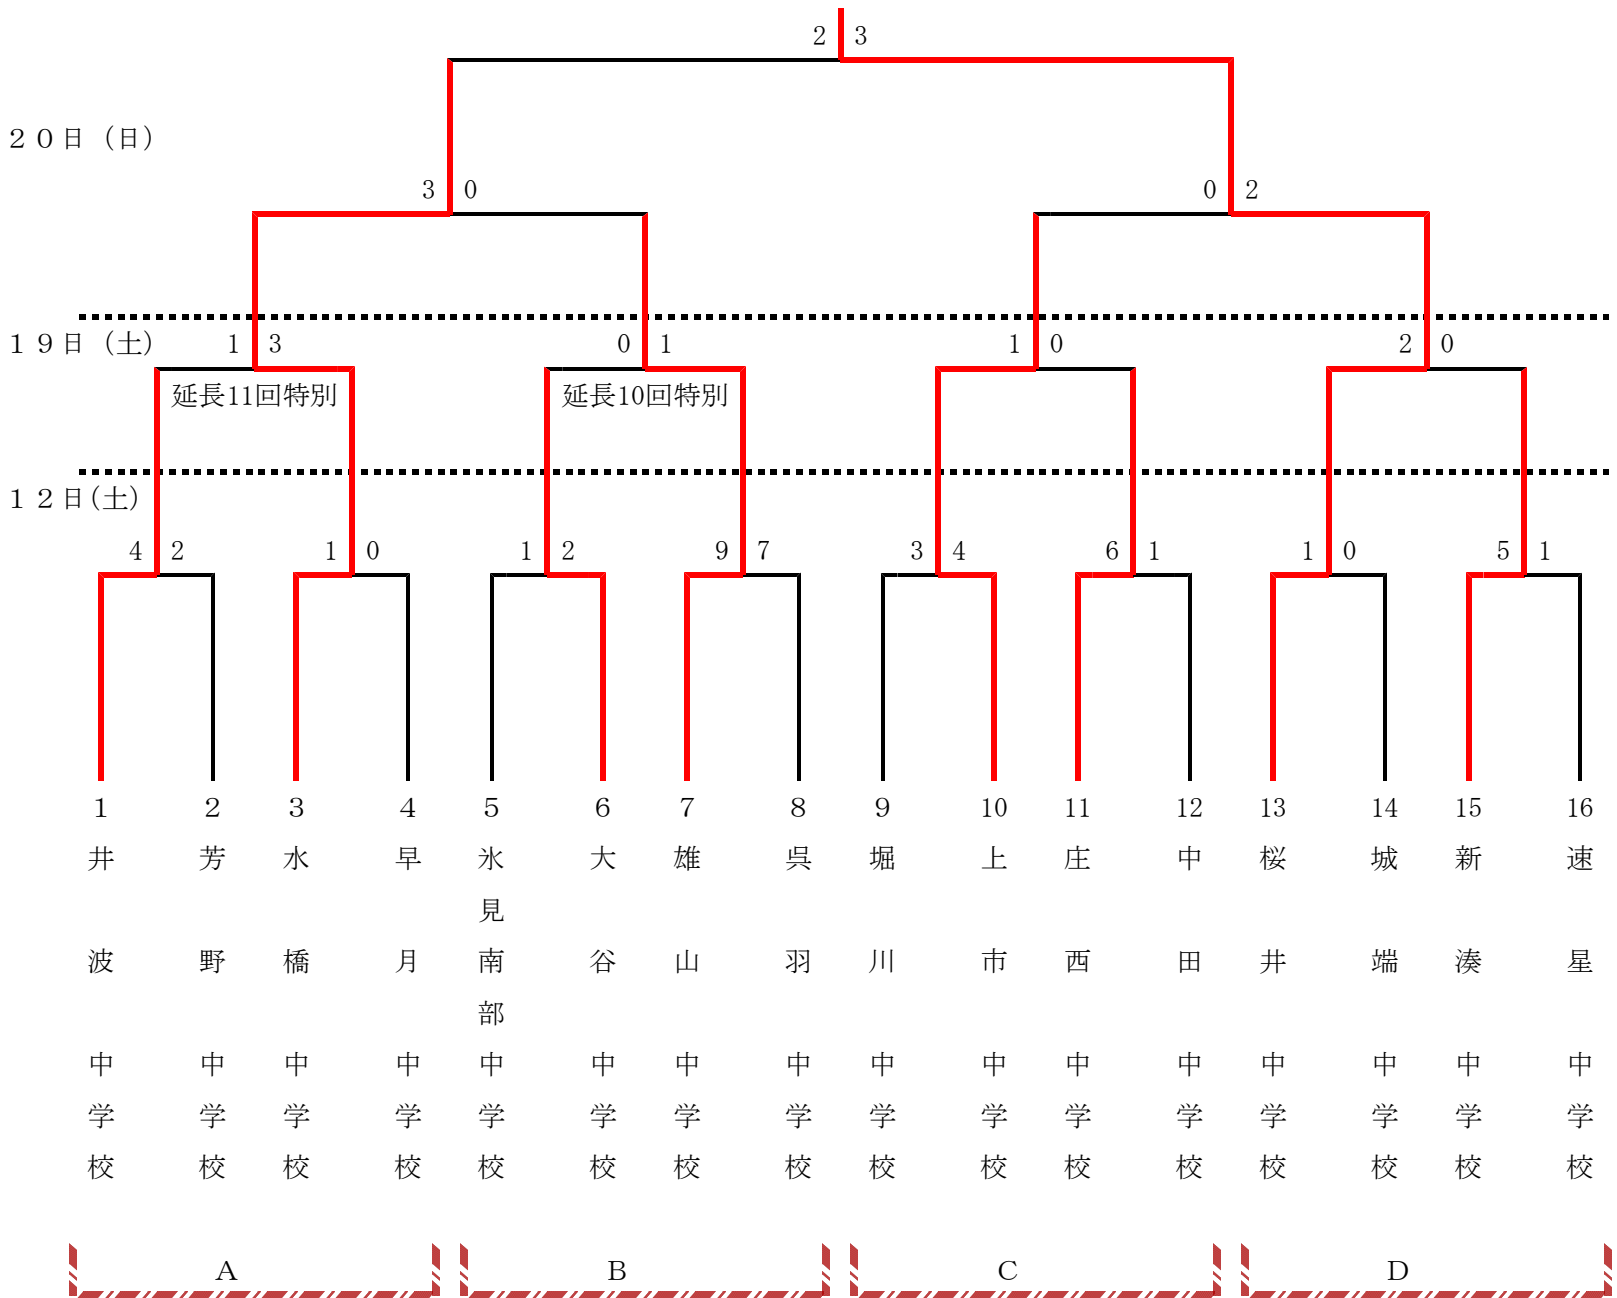 2 3
２０日（日）
3 0
0 2
１９日（土）
1 3
0 1
1 0
2 0
延長11回特別
延長10回特別
１２日(土)
4 2
1 0
1 2
9 7
3 4
6 1
1 0
5 1
1 2 3 4 5 6 7 8 9 10 11 12 13 14 15 16
井波中学校
芳野中学校
水橋中学校
早月中学校
氷見南部中学校
大谷中学校
雄山中学校
呉羽中学校
堀川中学校
上市中学校
庄西中学校
中田中学校
桜井中学校
城端中学校
新湊中学校
速星中学校
A B C D